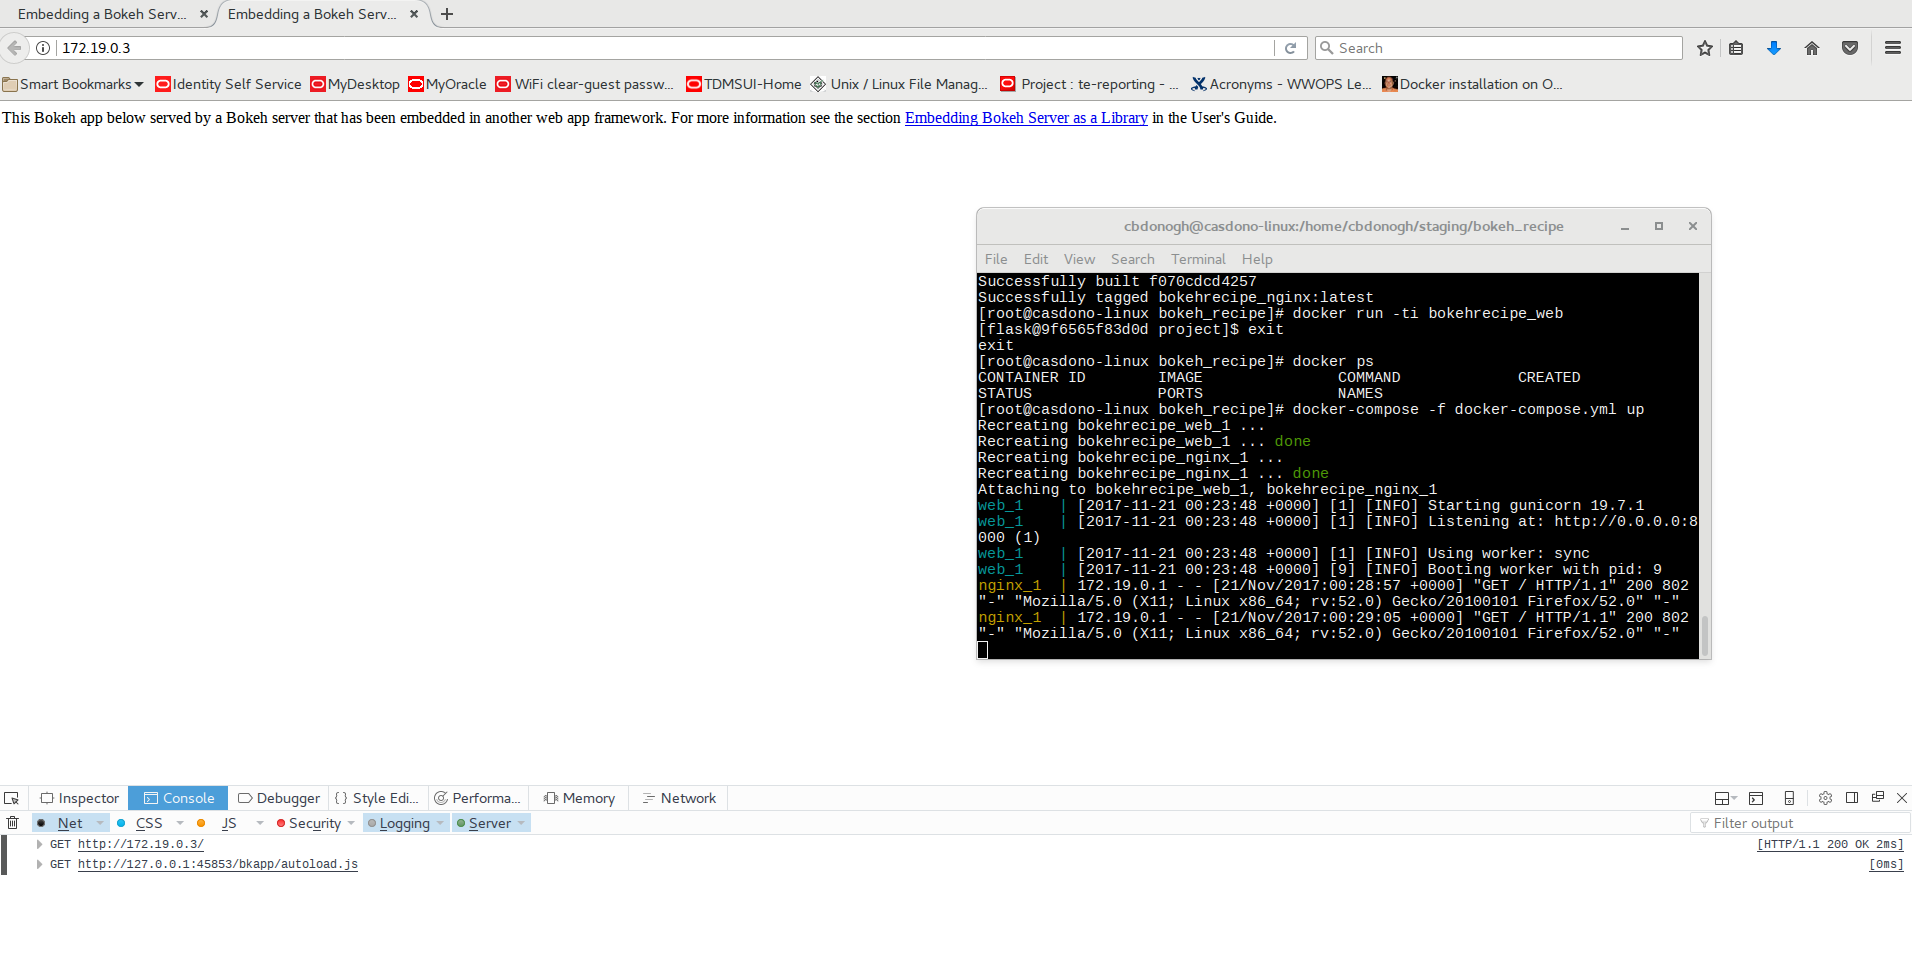 Embedding a Bokeh Serv... Embedding a Bokeh Serv...
172.19.0.3 Search
Smart Bookmarks Identity Self Service MyDesktop MyOracle WiFi clear-guest passw... TDMSUI-Home Unix / Linux File Manag... Project : te-reporting - ... Acronyms - WWOPS Le... Docker installation on O...
This Bokeh app below served by a Bokeh server that has been embedded in another web app framework. For more information see the section Embedding Bokeh Server as a Library in the User's Guide.
cbdonogh@casdono-linux:/home/cbdonogh/staging/bokeh_recipe
File Edit View Search Terminal Help
Successfully built f070cdcd4257
Successfully tagged bokehrecipe_nginx:latest
[root@casdono-linux bokeh_recipe]# docker run -ti bokehrecipe_web
[flask@9f6565f83d0d project]$ exit
exit
[root@casdono-linux bokeh_recipe]# docker ps
CONTAINER ID IMAGE COMMAND CREATED
STATUS PORTS NAMES
[root@casdono-linux bokeh_recipe]# docker-compose -f docker-compose.yml up
Recreating bokehrecipe_web_1 ...
Recreating bokehrecipe_web_1 ... done
Recreating bokehrecipe_nginx_1 ...
Recreating bokehrecipe_nginx_1 ... done
Attaching to bokehrecipe_web_1, bokehrecipe_nginx_1
web_1 | [2017-11-21 00:23:48 +0000] [1] [INFO] Starting gunicorn 19.7.1
web_1 | [2017-11-21 00:23:48 +0000] [1] [INFO] Listening at: http://0.0.0.0:8
000 (1)
web_1 | [2017-11-21 00:23:48 +0000] [1] [INFO] Using worker: sync
web_1 | [2017-11-21 00:23:48 +0000] [9] [INFO] Booting worker with pid: 9
nginx_1 | 172.19.0.1 - - [21/Nov/2017:00:28:57 +0000] "GET / HTTP/1.1" 200 802
"-" "Mozilla/5.0 (X11; Linux x86_64; rv:52.0) Gecko/20100101 Firefox/52.0" "-"
nginx_1 | 172.19.0.1 - - [21/Nov/2017:00:29:05 +0000] "GET / HTTP/1.1" 200 802
"-" "Mozilla/5.0 (X11; Linux x86_64; rv:52.0) Gecko/20100101 Firefox/52.0" "-"
Inspector Console Debugger { } Style Edi... Performa... Memory Network
Net CSS JS Security Logging Server Filter output
GET http://172.19.0.3/ [HTTP/1.1 200 OK 2ms]
GET http://127.0.0.1:45853/bkapp/autoload.js [0ms]